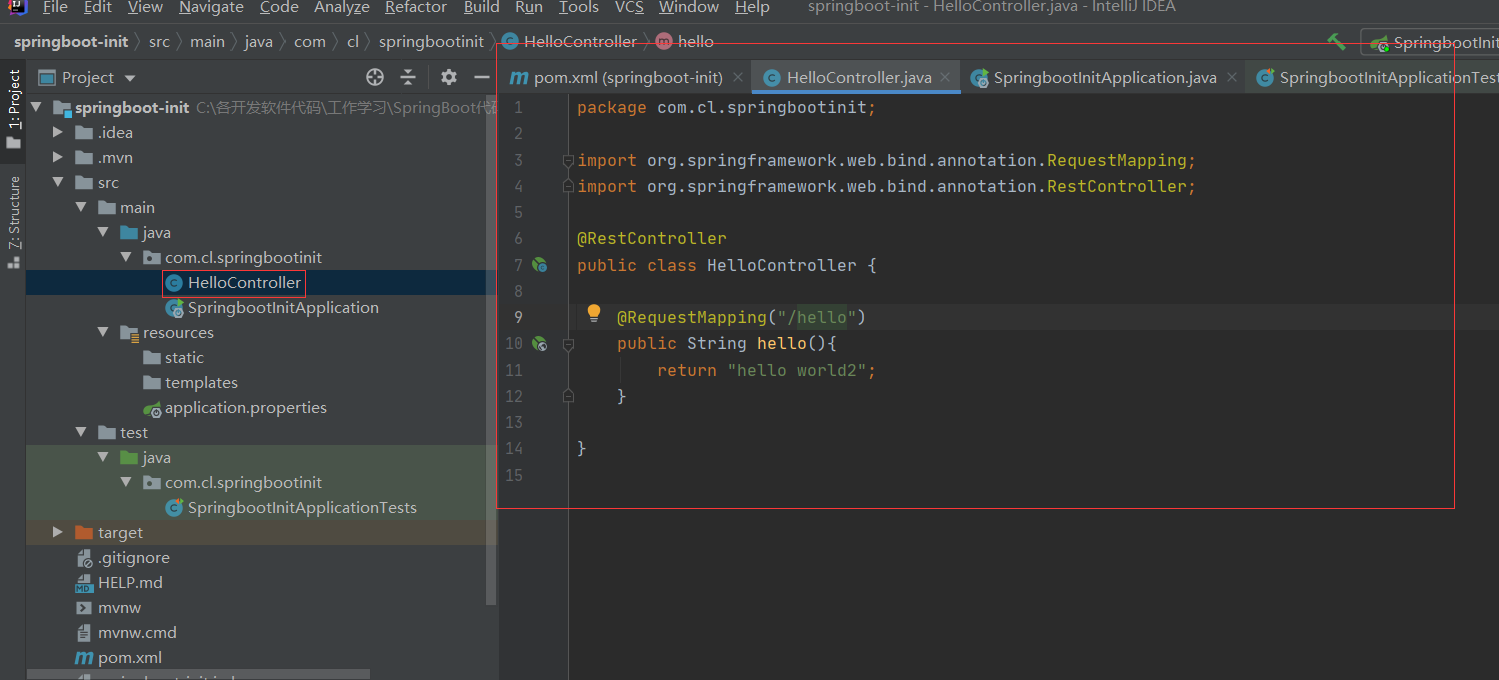 File Edit View Navigate Code Analyze Refactor Build Run Tools VCS Window Help springboot-init - HelloController.java - IntelliJ IDEA
springboot-init src main java com cl springbootinit HelloController hello SpringbootInit
Project
pom.xml (springboot-init) HelloController.java SpringbootInitApplication.java SpringbootInitApplicationTest
1: Project
7: Structure
springboot-init C:\各开发软件代码\工作学习\SpringBoot代码
.idea
.mvn
src
main
java
com.cl.springbootinit
HelloController
SpringbootInitApplication
resources
static
templates
application.properties
test
java
com.cl.springbootinit
SpringbootInitApplicationTests
target
.gitignore
HELP.md
mvnw
mvnw.cmd
pom.xml
1 package com.cl.springbootinit;
2
3 import org.springframework.web.bind.annotation.RequestMapping;
4 import org.springframework.web.bind.annotation.RestController;
5
6 @RestController
7 public class HelloController {
8
9 @RequestMapping("/hello")
10 public String hello(){
11 return "hello world2";
12 }
13
14 }
15